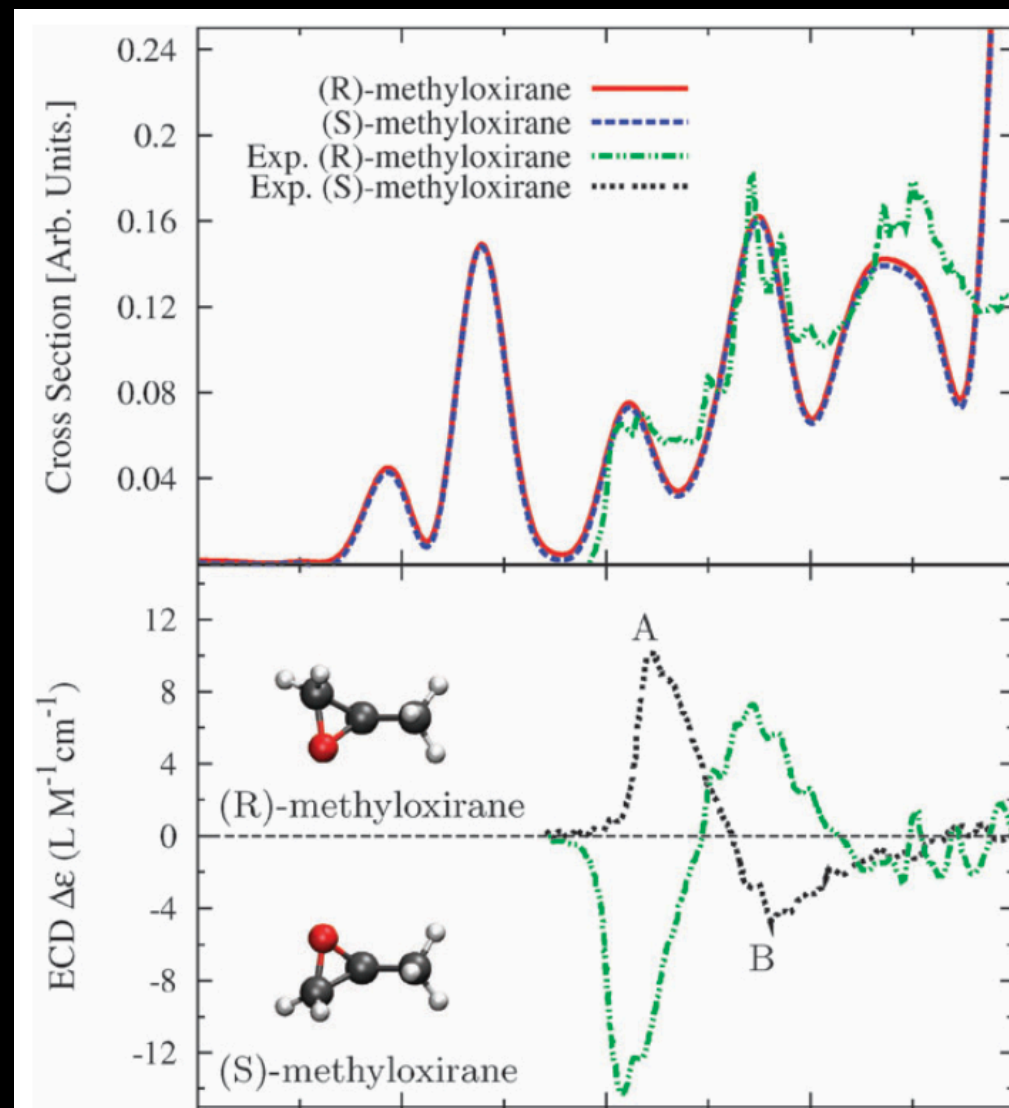 Cross Section [Arb. Units.]
0.24
0.2
0.16
0.12
0.08
0.04
(R)-methyloxirane
(S)-methyloxirane
Exp. (R)-methyloxirane
Exp. (S)-methyloxirane
ECD Δε (L M⁻¹cm⁻¹)
12
8
4
0
-4
-8
-12
A
B
(R)-methyloxirane
(S)-methyloxirane